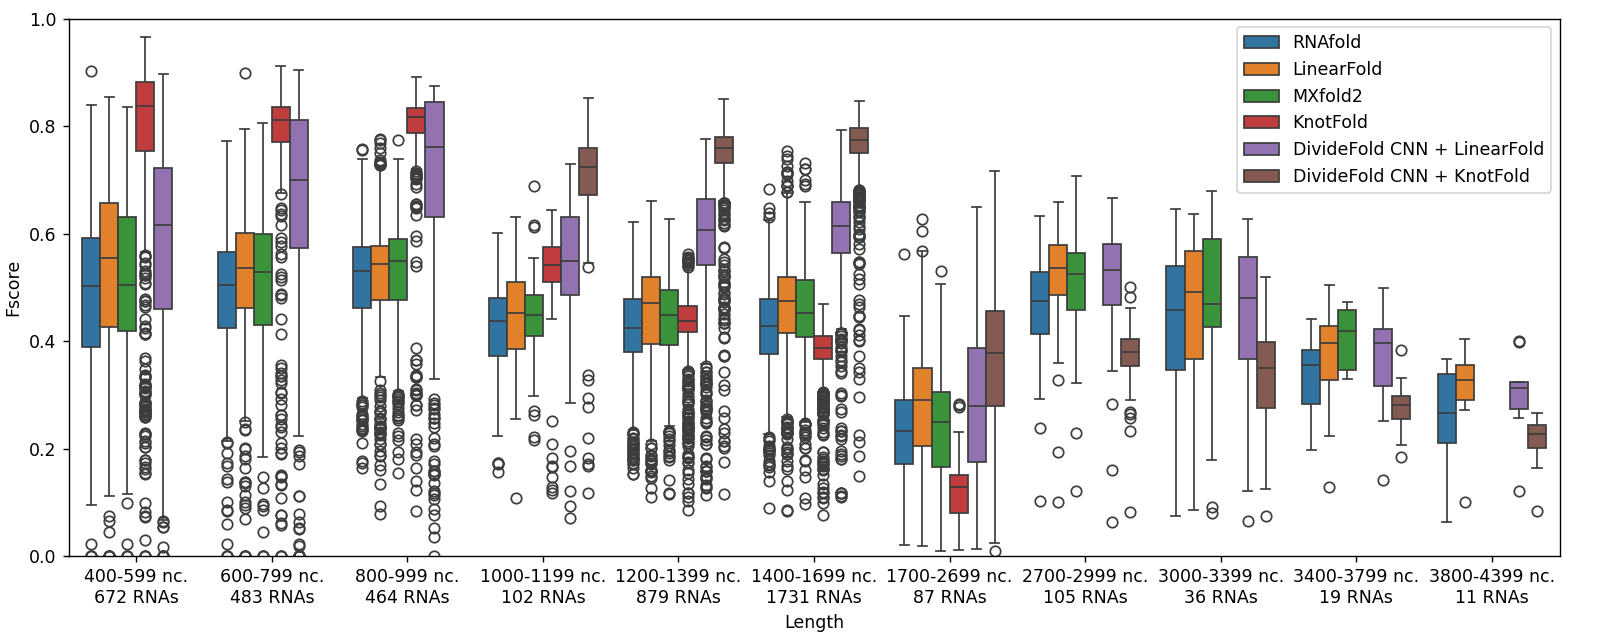 1.0
0.8
0.6
0.4
0.2
0.0
Fscore
RNAfold
LinearFold
MXfold2
KnotFold
DivideFold CNN + LinearFold
DivideFold CNN + KnotFold
400-599 nc.
672 RNAs
600-799 nc.
483 RNAs
800-999 nc.
464 RNAs
1000-1199 nc.
102 RNAs
1200-1399 nc.
879 RNAs
1400-1699 nc.
1731 RNAs
1700-2699 nc.
87 RNAs
2700-2999 nc.
105 RNAs
3000-3399 nc.
36 RNAs
3400-3799 nc.
19 RNAs
3800-4399 nc.
11 RNAs
Length